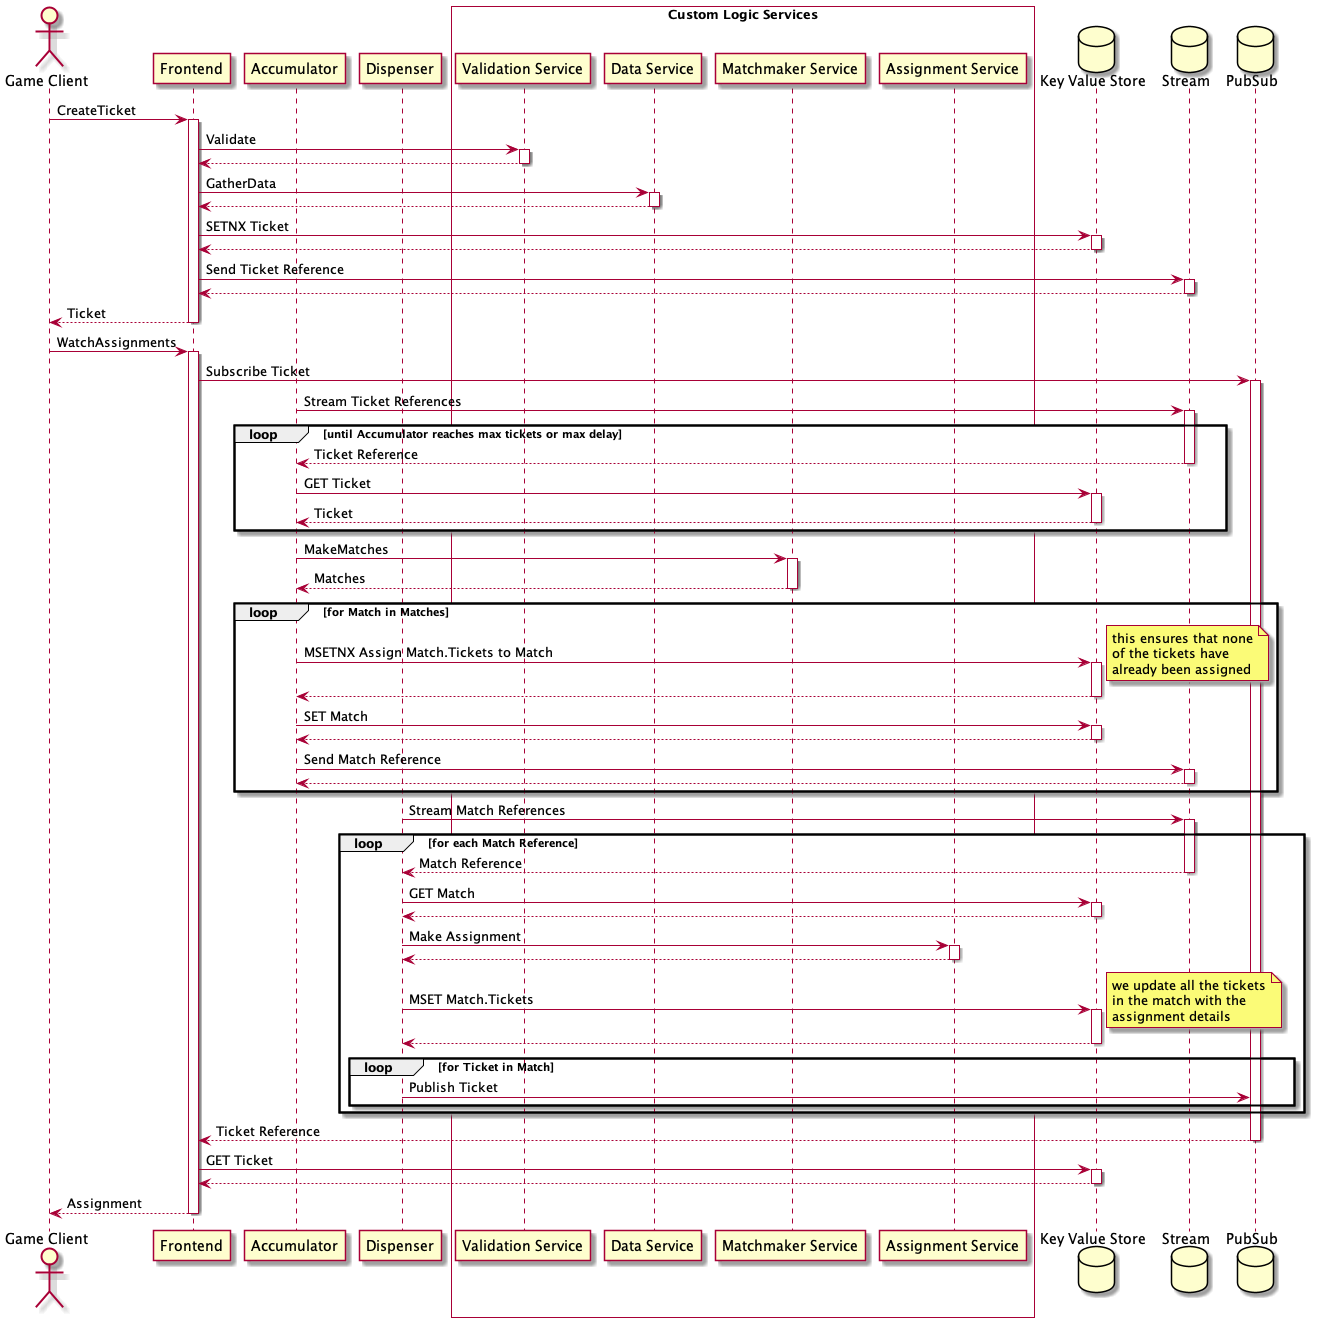 Custom Logic Services
Game Client
Frontend
Accumulator
Dispenser
Validation Service
Data Service
Matchmaker Service
Assignment Service
Key Value Store
Stream
PubSub
CreateTicket
Validate
GatherData
SETNX Ticket
Send Ticket Reference
Ticket
WatchAssignments
Subscribe Ticket
Stream Ticket References
loop
[until Accumulator reaches max tickets or max delay]
Ticket Reference
GET Ticket
Ticket
MakeMatches
Matches
loop
[for Match in Matches]
this ensures that none
of the tickets have
already been assigned
MSETNX Assign Match.Tickets to Match
SET Match
Send Match Reference
Stream Match References
loop
[for each Match Reference]
Match Reference
GET Match
Make Assignment
we update all the tickets
in the match with the
assignment details
MSET Match.Tickets
loop
[for Ticket in Match]
Publish Ticket
Ticket Reference
GET Ticket
Assignment
Game Client
Frontend
Accumulator
Dispenser
Validation Service
Data Service
Matchmaker Service
Assignment Service
Key Value Store
Stream
PubSub